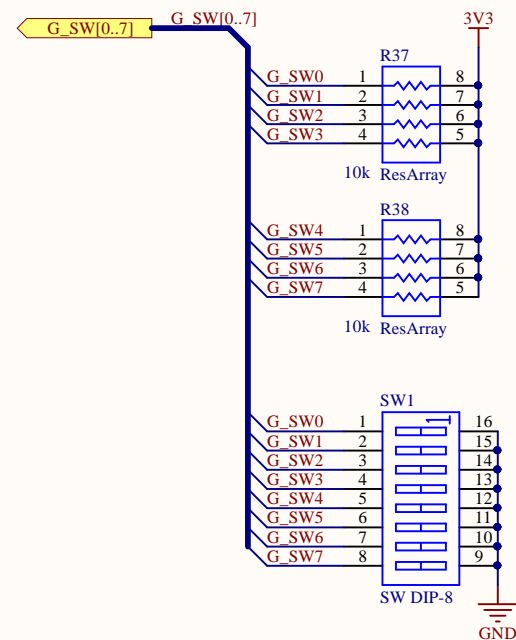 G_SW[0..7] G_SW[0..7] 3V3
R37
G_SW0 1 8
G_SW1 2 7
G_SW2 3 6
G_SW3 4 5
10k ResArray
R38
G_SW4 1 8
G_SW5 2 7
G_SW6 3 6
G_SW7 4 5
10k ResArray
SW1
G_SW0 1 1 16
G_SW1 2 15
G_SW2 3 14
G_SW3 4 13
G_SW4 5 12
G_SW5 6 11
G_SW6 7 10
G_SW7 8 9
SW DIP-8
GND